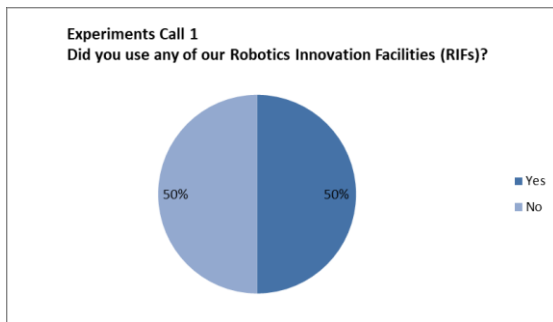 Experiments Call 1
Did you use any of our Robotics Innovation Facilities (RIFs)?
50%
50%
Yes
No